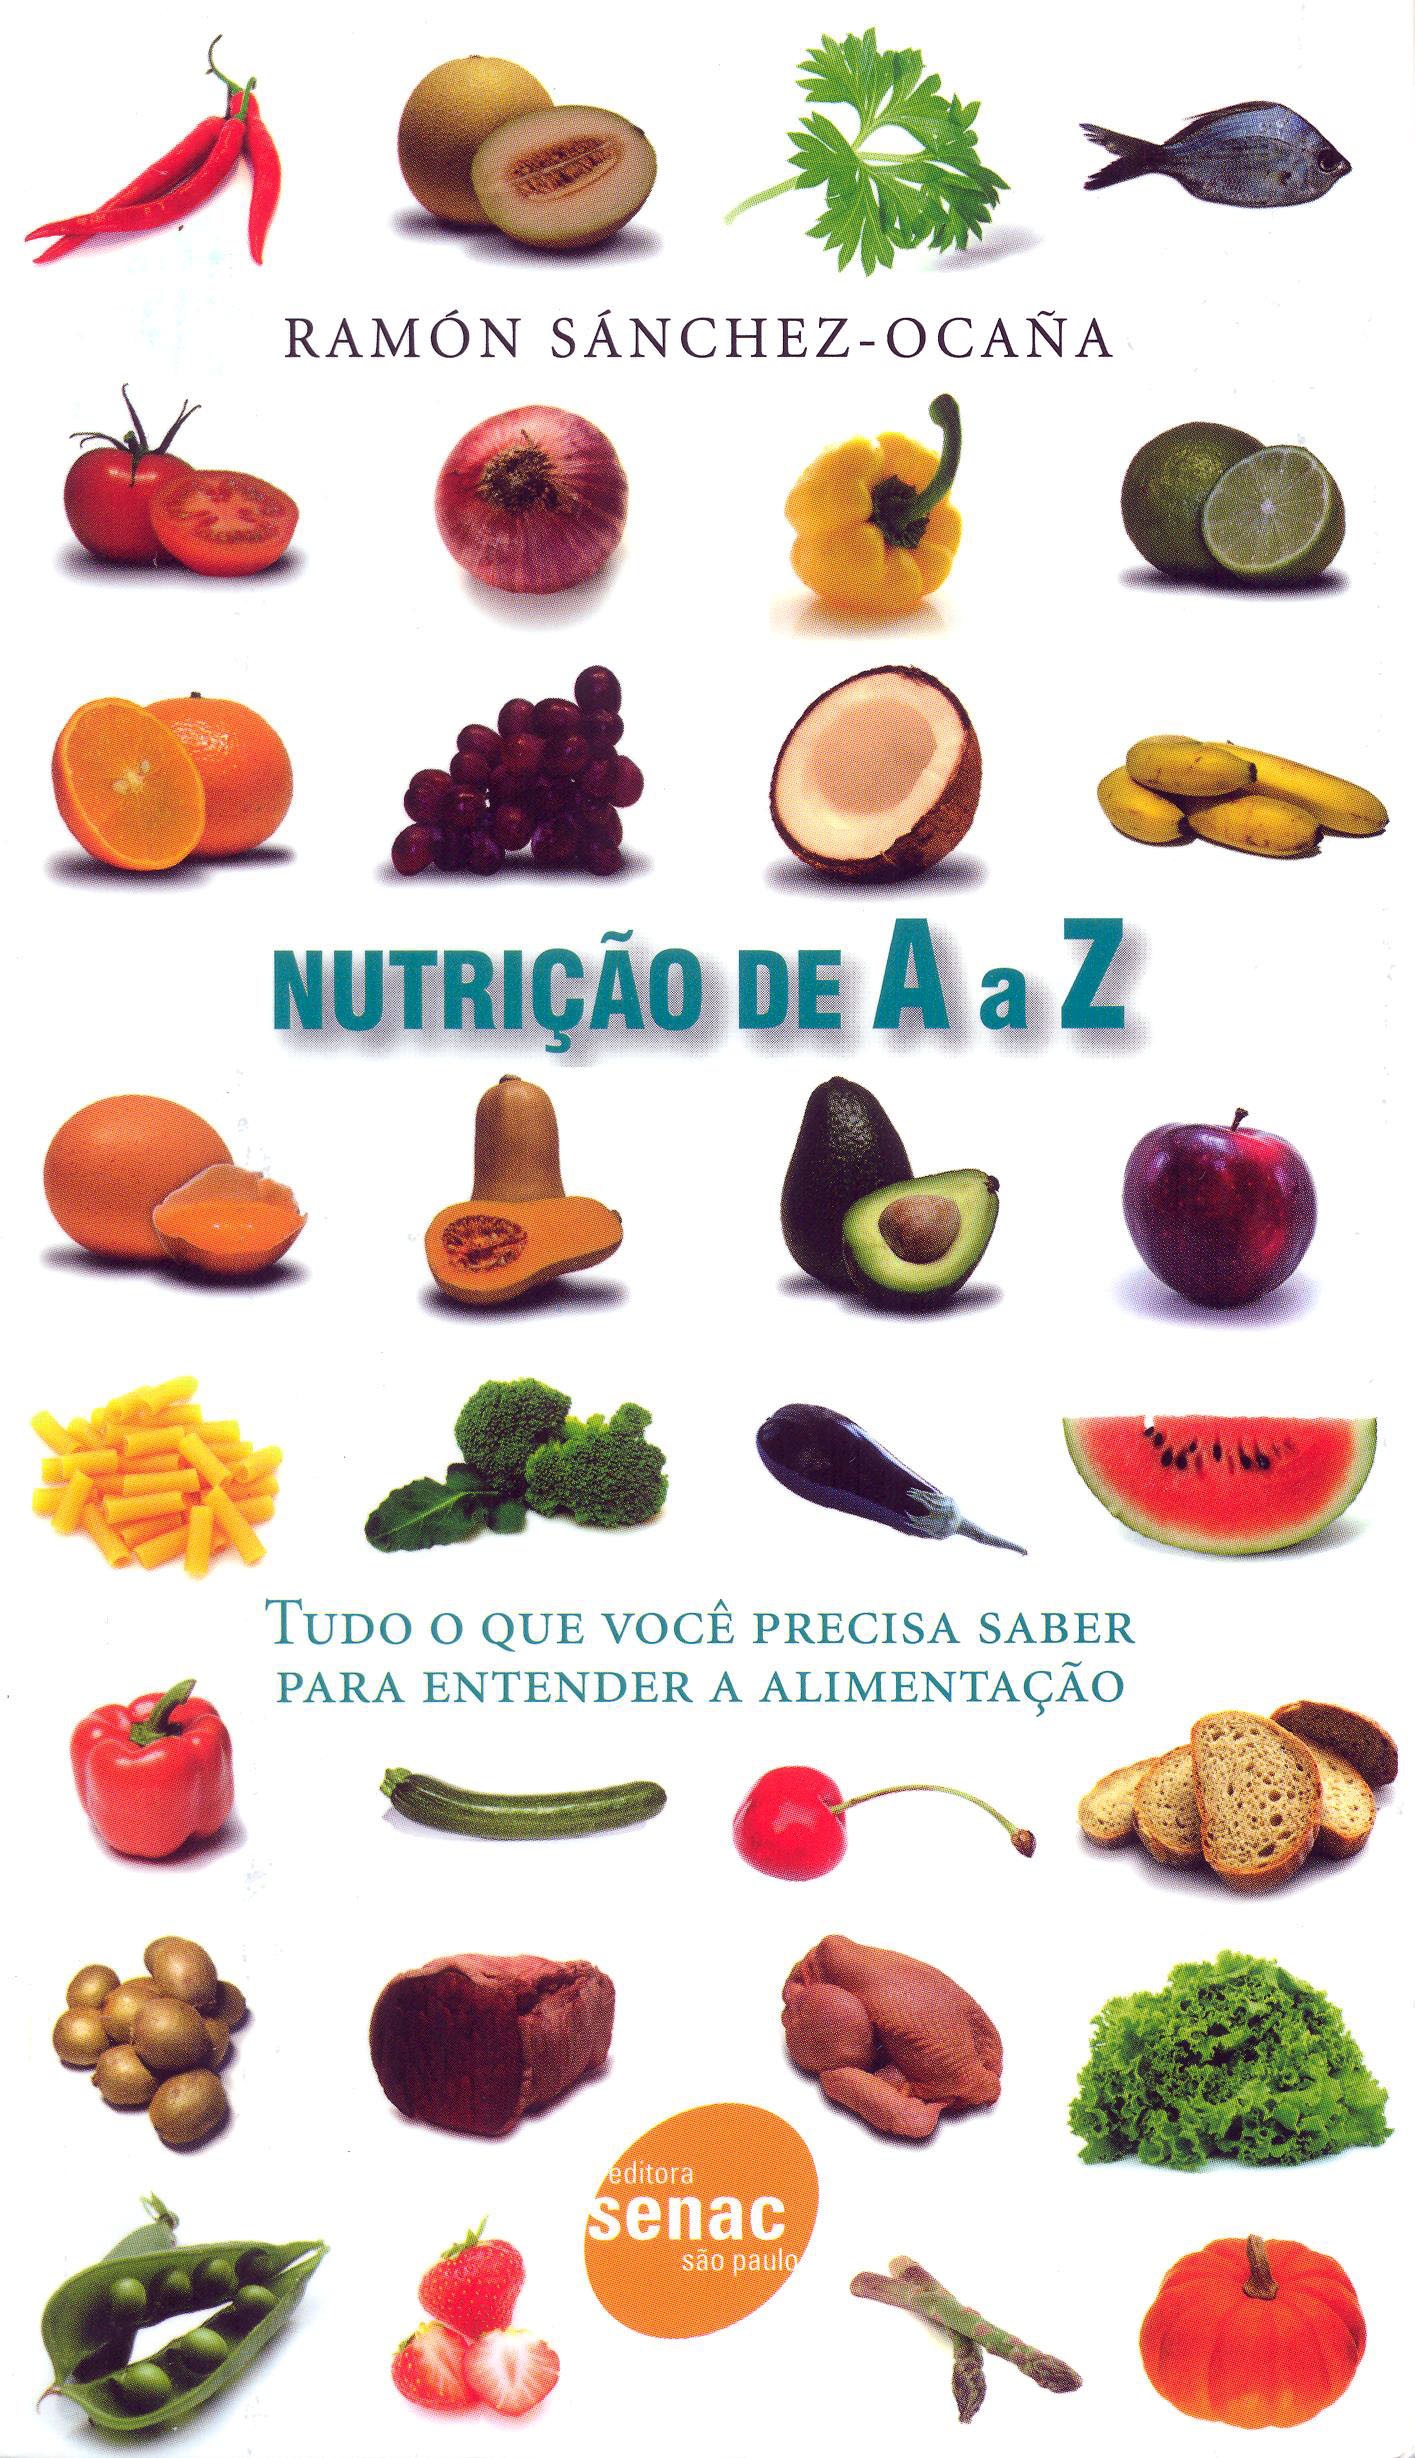 RAMÓN SÁNCHEZ-OCAÑA
NUTRIÇÃO DE A a Z
TUDO O QUE VOCÊ PRECISA SABER
PARA ENTENDER A ALIMENTAÇÃO
editora
senac
são paulo